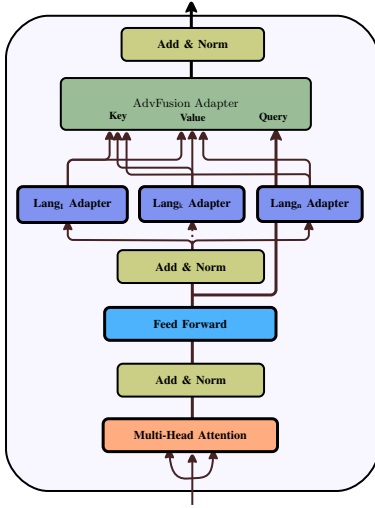 Add & Norm
AdvFusion Adapter
Key Value Query
Lang₁ Adapter Langₖ Adapter Langₙ Adapter
Add & Norm
Feed Forward
Add & Norm
Multi-Head Attention